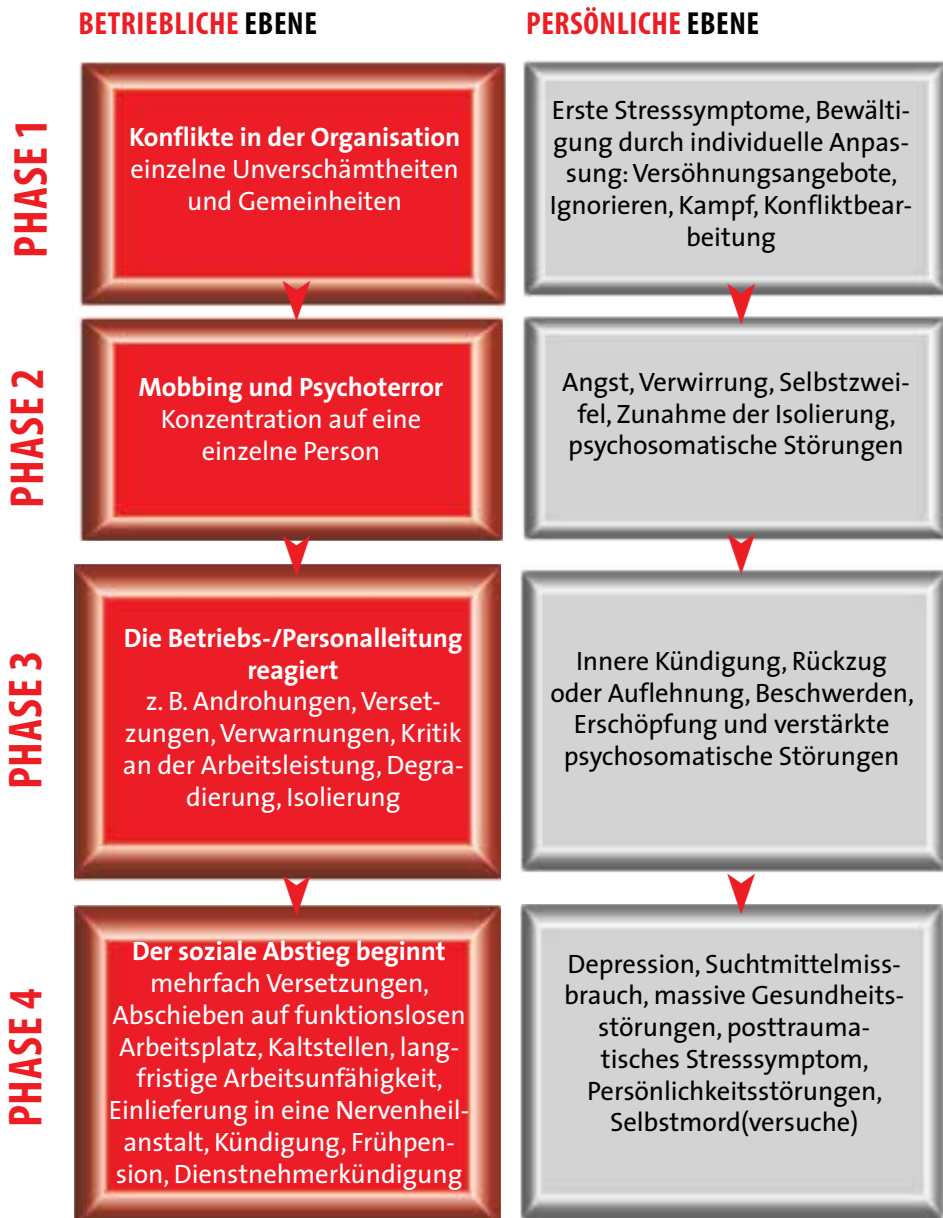 BETRIEBLICHE EBENE
PERSÖNLICHE EBENE
PHASE 1
Konflikte in der Organisation
einzelne Unverschämtheiten
und Gemeinheiten
Erste Stresssymptome, Bewälti-
gung durch individuelle Anpas-
sung: Versöhnungsangebote,
Ignorieren, Kampf, Konfliktbear-
beitung
PHASE 2
Mobbing und Psychoterror
Konzentration auf eine
einzelne Person
Angst, Verwirrung, Selbstzwei-
fel, Zunahme der Isolierung,
psychosomatische Störungen
PHASE 3
Die Betriebs-/Personalleitung
reagiert
z. B. Androhungen, Verset-
zungen, Verwarnungen, Kritik
an der Arbeitsleistung, Degra-
dierung, Isolierung
Innere Kündigung, Rückzug
oder Auflehnung, Beschwerden,
Erschöpfung und verstärkte
psychosomatische Störungen
PHASE 4
Der soziale Abstieg beginnt
mehrfach Versetzungen,
Abschieben auf funktionslosen
Arbeitsplatz, Kaltstellen, lang-
fristige Arbeitsunfähigkeit,
Einlieferung in eine Nervenheil-
anstalt, Kündigung, Frühpen-
sion, Dienstnehmerkündigung
Depression, Suchtmittelmiss-
brauch, massive Gesundheits-
störungen, posttrauma-
tisches Stresssymptom,
Persönlichkeitsstörungen,
Selbstmord(versuche)